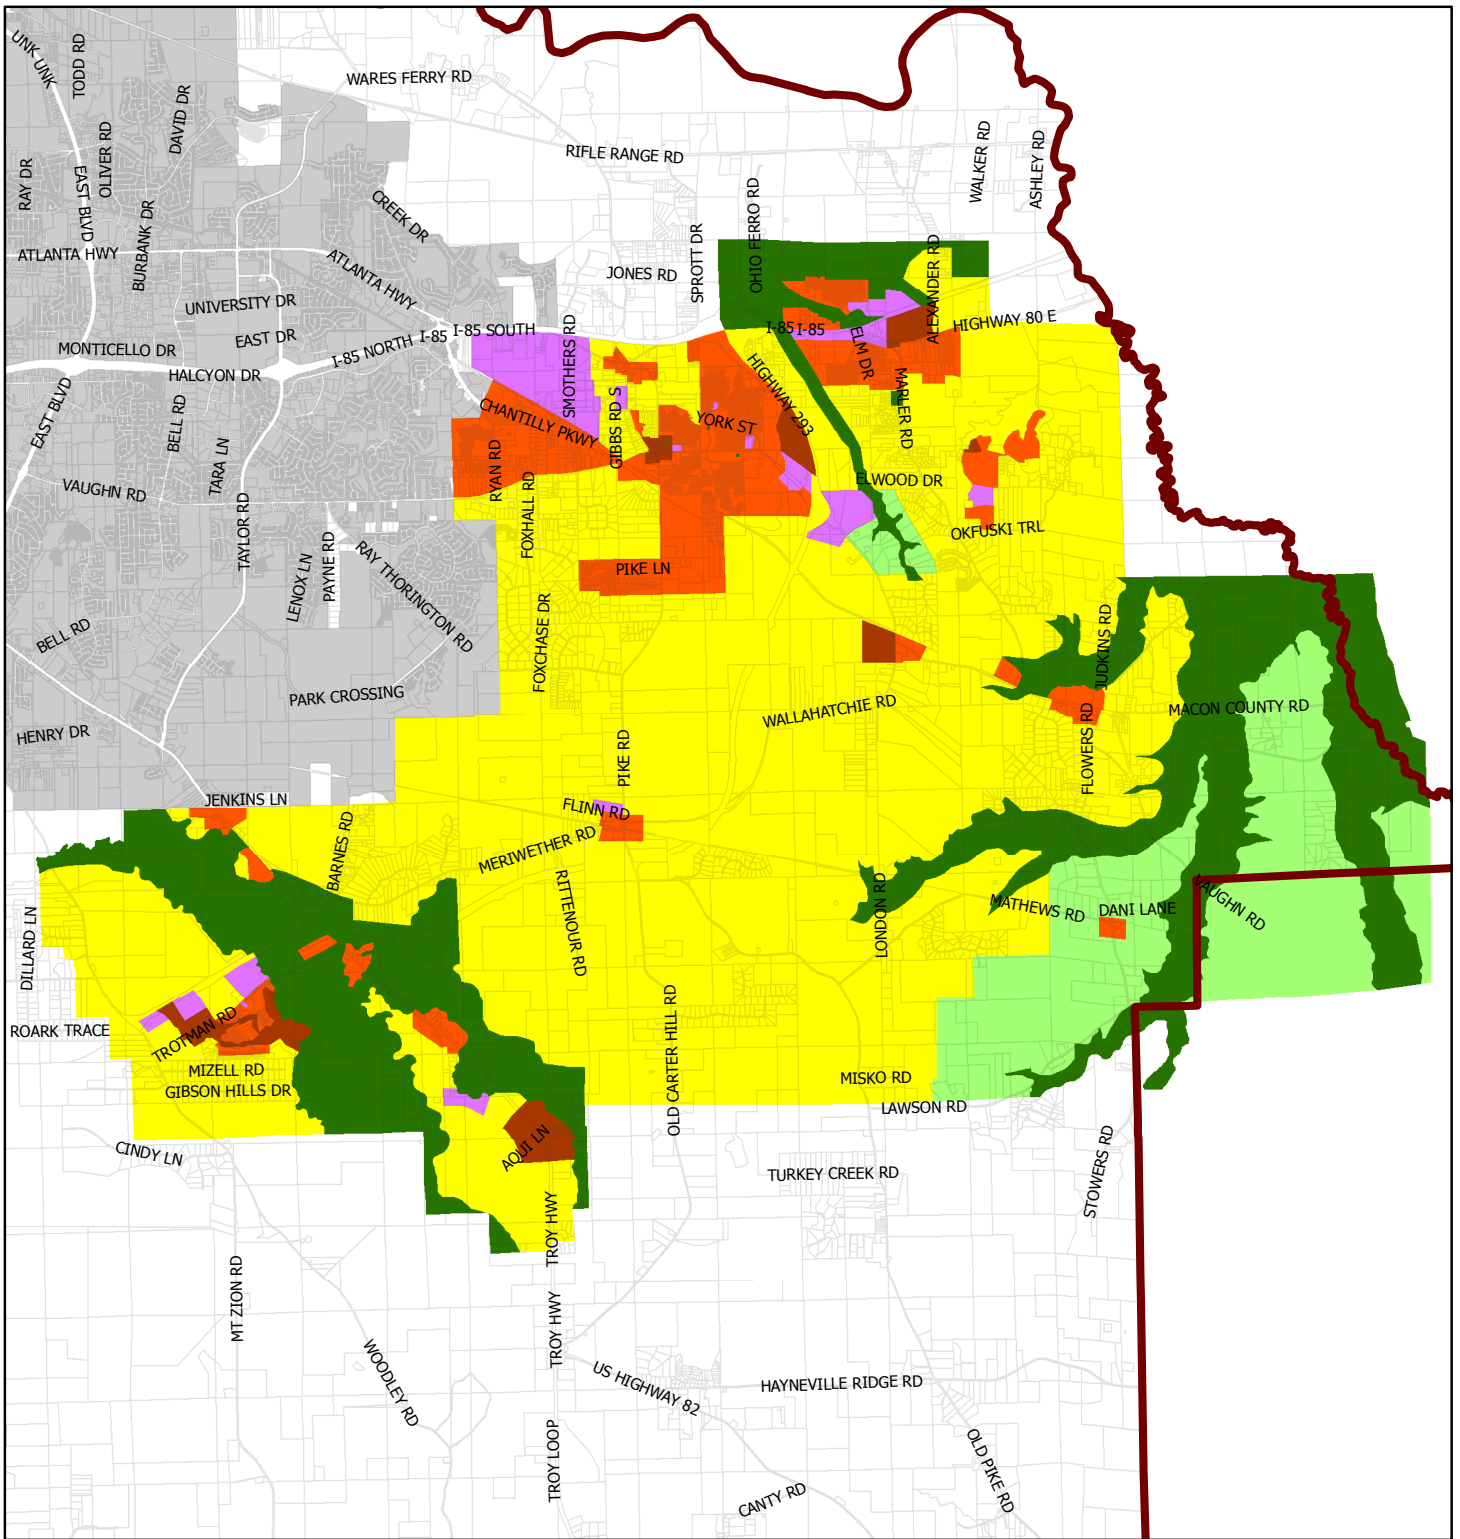 UNK UNK
TODD RD
WARES FERRY RD
DAVID DR
OLIVER RD
RAY DR
EAST BLVD
BURBANK DR
RIFLE RANGE RD
WALKER RD
ASHLEY RD
CREEK DR
OHIO FERRO RD
SPROTT DR
ALEXANDER RD
ATLANTA HWY
ATLANTA HWY
JONES RD
UNIVERSITY DR
EAST DR
I-85 NORTH
I-85
I-85 SOUTH
SMOTHERS RD
I-85
I-85
ELM DR
HIGHWAY 80 E
MONTICELLO DR
HALCYON DR
EAST BLVD
BELL RD
TARA LN
CHANTILLY PKWY
GIBBS RD S
YORK ST
HIGHWAY 293
MARLER RD
VAUGHN RD
TAYLOR RD
RYAN RD
FOXHALL RD
ELWOOD DR
OKFUSKI TRL
LENOX LN
PAYNE RD
RAY THORINGTON RD
PIKE LN
BELL RD
FOXCHASE DR
JUDKINS RD
PARK CROSSING
WALLAHATCHIE RD
MACON COUNTY RD
HENRY DR
PIKE RD
FLOWERS RD
JENKINS LN
FLINN RD
BARNES RD
MERIWETHER RD
RITTENOUR RD
LONDON RD
MATHEWS RD
DANI LANE
VAUGHN RD
DILLARD LN
ROARK TRACE
TROTMAN RD
OLD CARTER HILL RD
MIZELL RD
GIBSON HILLS DR
MISKO RD
LAWSON RD
CINDY LN
AQUI LN
TURKEY CREEK RD
STOWERS RD
TROY HWY
MT ZION RD
TROY HWY
WOODLEY RD
US HIGHWAY 82
HAYNEVILLE RIDGE RD
TROY LOOP
CANTY RD
OLD PIKE RD